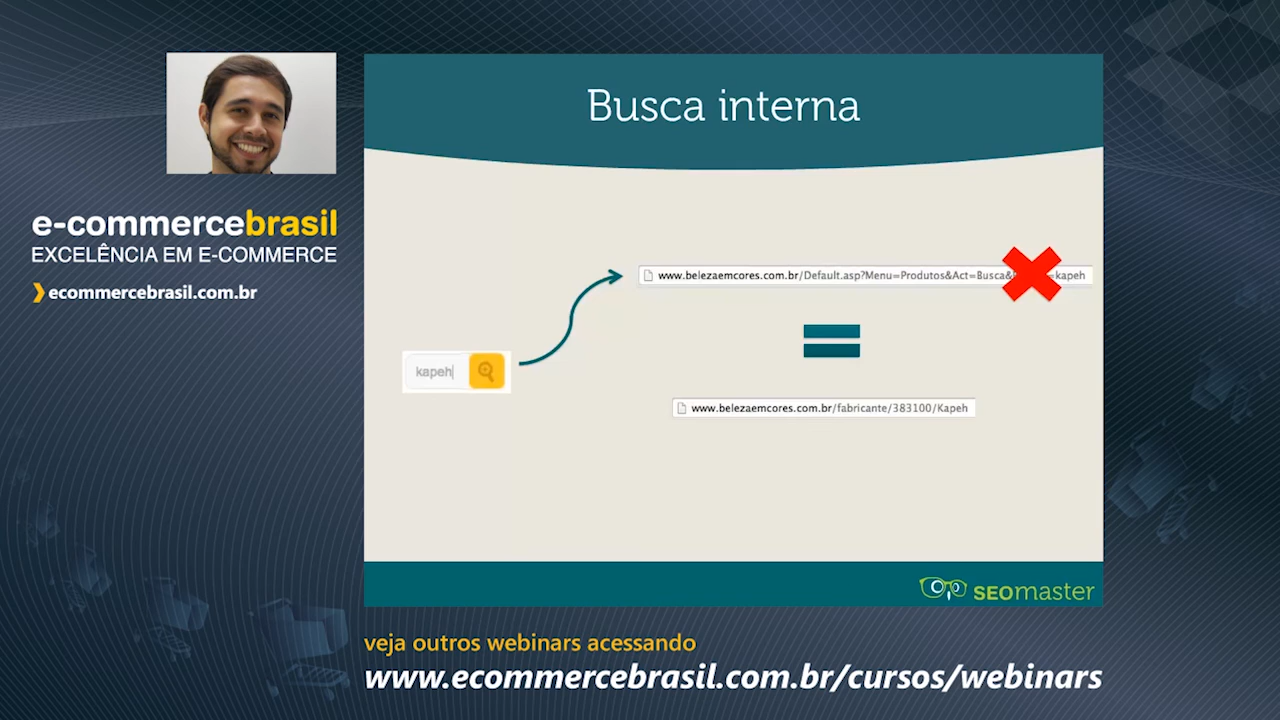 Busca interna
e-commercebrasil
EXCELÊNCIA EM E-COMMERCE
ecommercebrasil.com.br
www.belezaemcores.com.br/Default.asp?Menu=Produtos&Act=Busca& =kapeh
kapeh
www.belezaemcores.com.br/fabricante/383100/Kapeh
SEOmaster
veja outros webinars acessando
www.ecommercebrasil.com.br/cursos/webinars